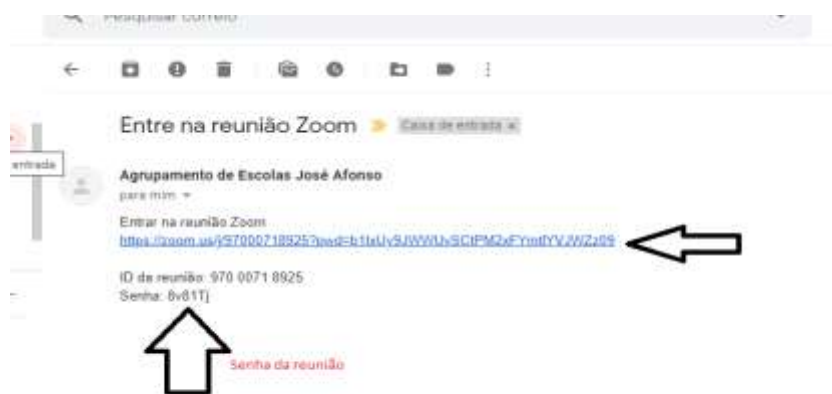 Pesquisar correio
Entre na reunião Zoom
Caixa de entrada x
entrada
Agrupamento de Escolas José Afonso
para mim
Entrar na reunião Zoom
ID da reunião: 970 0071 8925
Senha: 8v81Tj
Senha da reunião